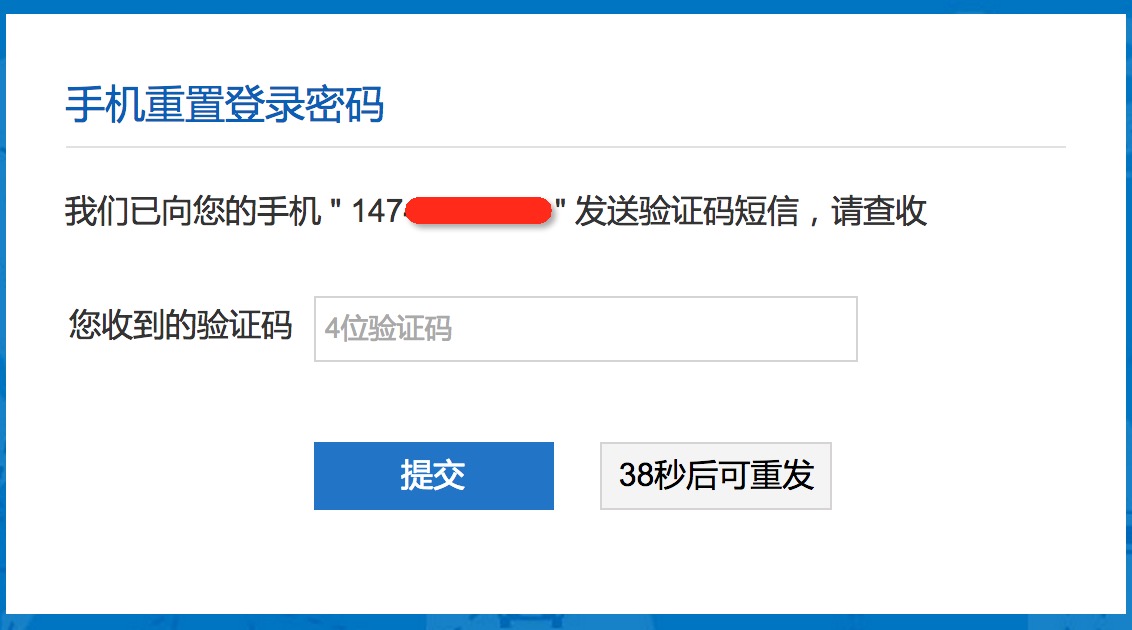 手机重置登录密码
我们已向您的手机 " 147 " 发送验证码短信，请查收
您收到的验证码 4位验证码
提交 38秒后可重发